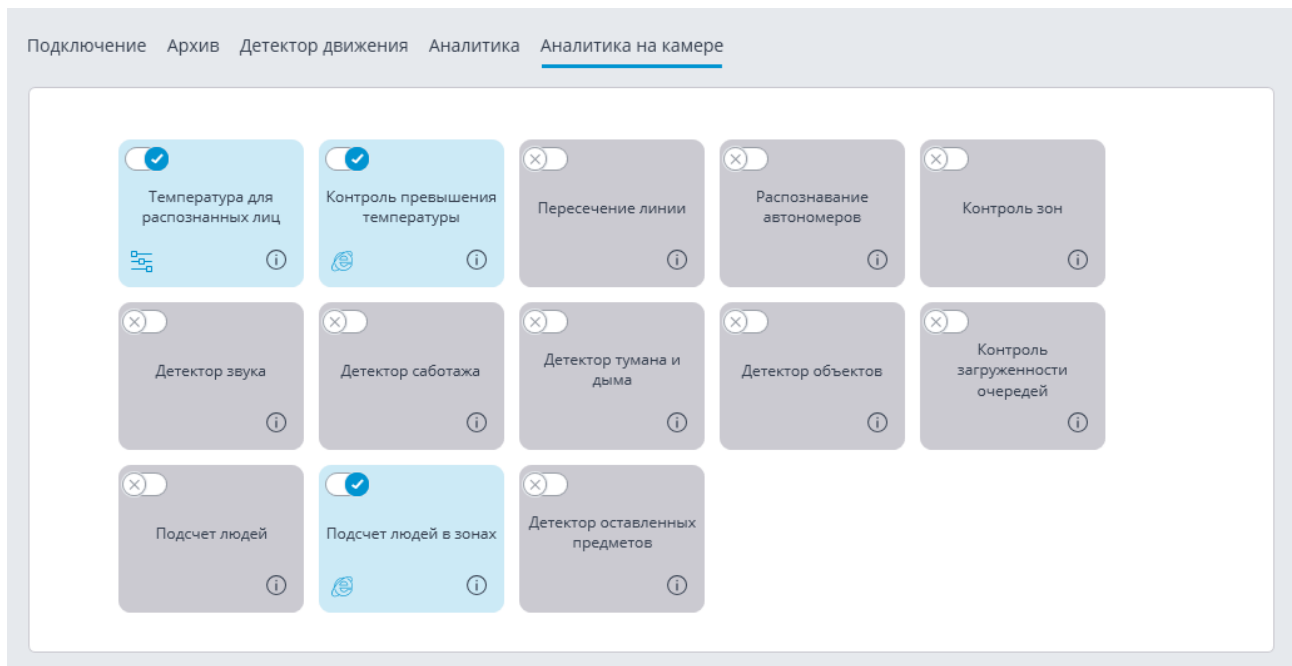 Подключение Архив Детектор движения Аналитика Аналитика на камере
Температура для
распознанных лиц
Контроль превышения
температуры
Пересечение линии
Распознавание
автономеров
Контроль зон
Детектор звука
Детектор саботажа
Детектор тумана и
дыма
Детектор объектов
Контроль
загруженности
очередей
Подсчет людей
Подсчет людей в зонах
Детектор оставленных
предметов